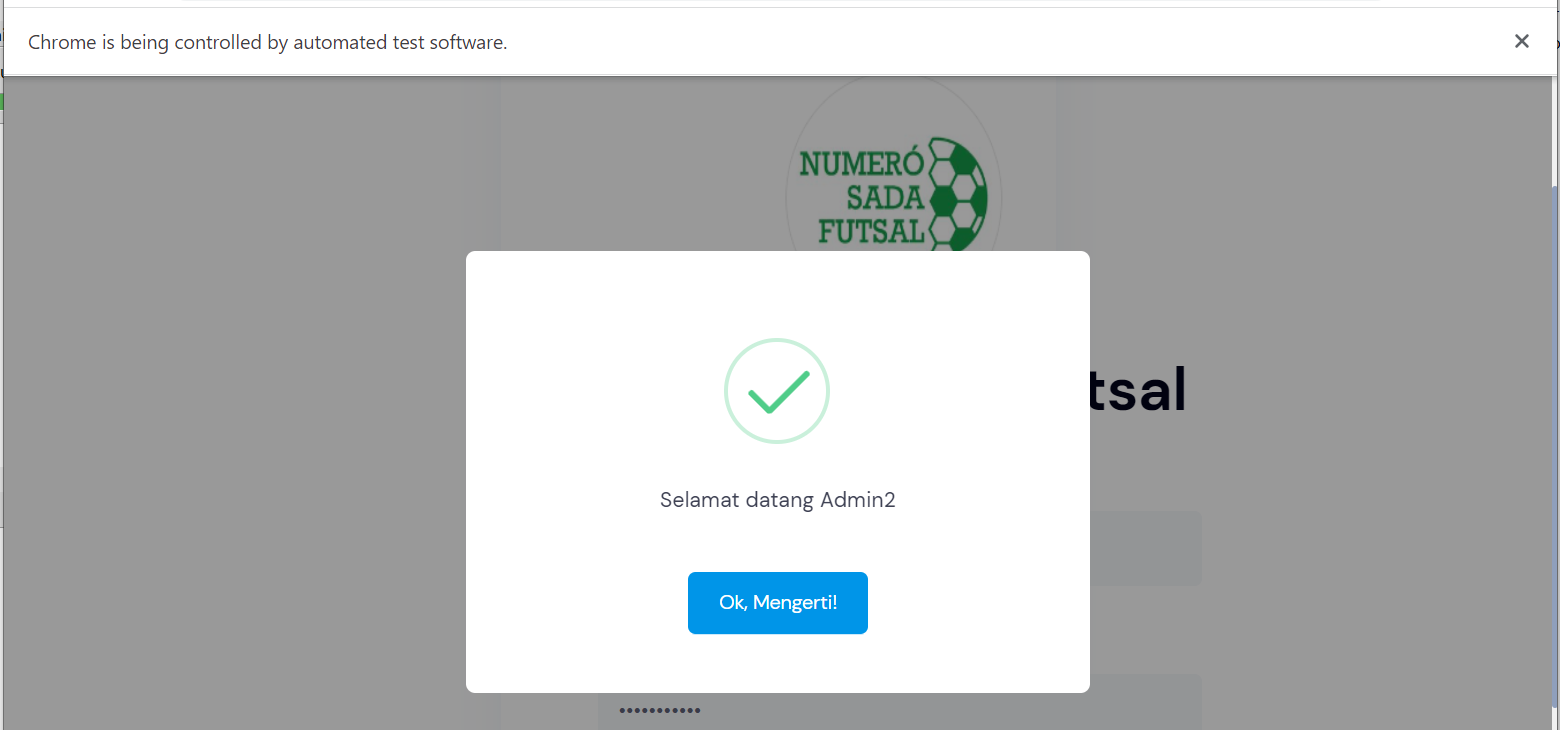 Chrome is being controlled by automated test software.
NUMERÓ
SADA
FUTSAL
tsal
Selamat datang Admin2
Ok, Mengerti!
•••••••••••